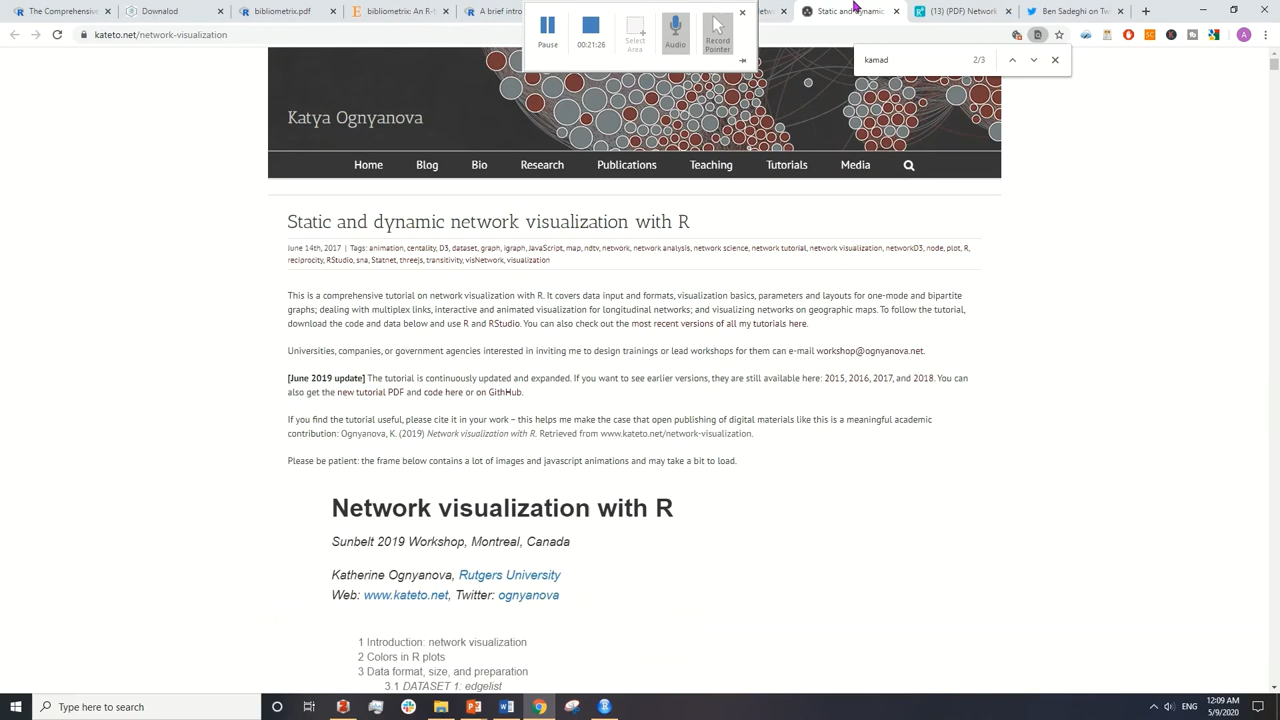 R The Comprehensive R Archive Ne
Download
R bibliometrix: An R
R A brief intro
Static and dynamic
(13) (PDF) Network
Ben Sadeghi on Tw
kateto.net/network-visualization
Pause
00:21:26
Select
Area
Audio
Record
Pointer
kamad
2/3
Katya Ognyanova
Home Blog Bio Research Publications Teaching Tutorials Media
Static and dynamic network visualization with R
June 14th, 2017 | Tags: animation, centality, D3, dataset, graph, igraph, JavaScript, map, ndtv, network, network analysis, network science, network tutorial, network visualization, networkD3, node, plot, R,
reciprocity, RStudio, sna, Statnet, threejs, transitivity, visNetwork, visualization
This is a comprehensive tutorial on network visualization with R. It covers data input and formats, visualization basics, parameters and layouts for one-mode and bipartite
graphs; dealing with multiplex links, interactive and animated visualization for longitudinal networks; and visualizing networks on geographic maps. To follow the tutorial,
download the code and data below and use R and RStudio. You can also check out the most recent versions of all my tutorials here.
Universities, companies, or government agencies interested in inviting me to design trainings or lead workshops for them can e-mail workshop@ognyanova.net.
[June 2019 update] The tutorial is continuously updated and expanded. If you want to see earlier versions, they are still available here: 2015, 2016, 2017, and 2018. You can
also get the new tutorial PDF and code here or on GitHub.
If you find the tutorial useful, please cite it in your work – this helps me make the case that open publishing of digital materials like this is a meaningful academic
contribution: Ognyanova, K. (2019) Network visualization with R. Retrieved from www.kateto.net/network-visualization.
Please be patient: the frame below contains a lot of images and javascript animations and may take a bit to load.
Network visualization with R
Sunbelt 2019 Workshop, Montreal, Canada
Katherine Ognyanova, Rutgers University
Web: www.kateto.net, Twitter: ognyanova
1 Introduction: network visualization
2 Colors in R plots
3 Data format, size, and preparation
3.1 DATASET 1: edgelist
Type here to search
ENG
12:09 AM
5/9/2020